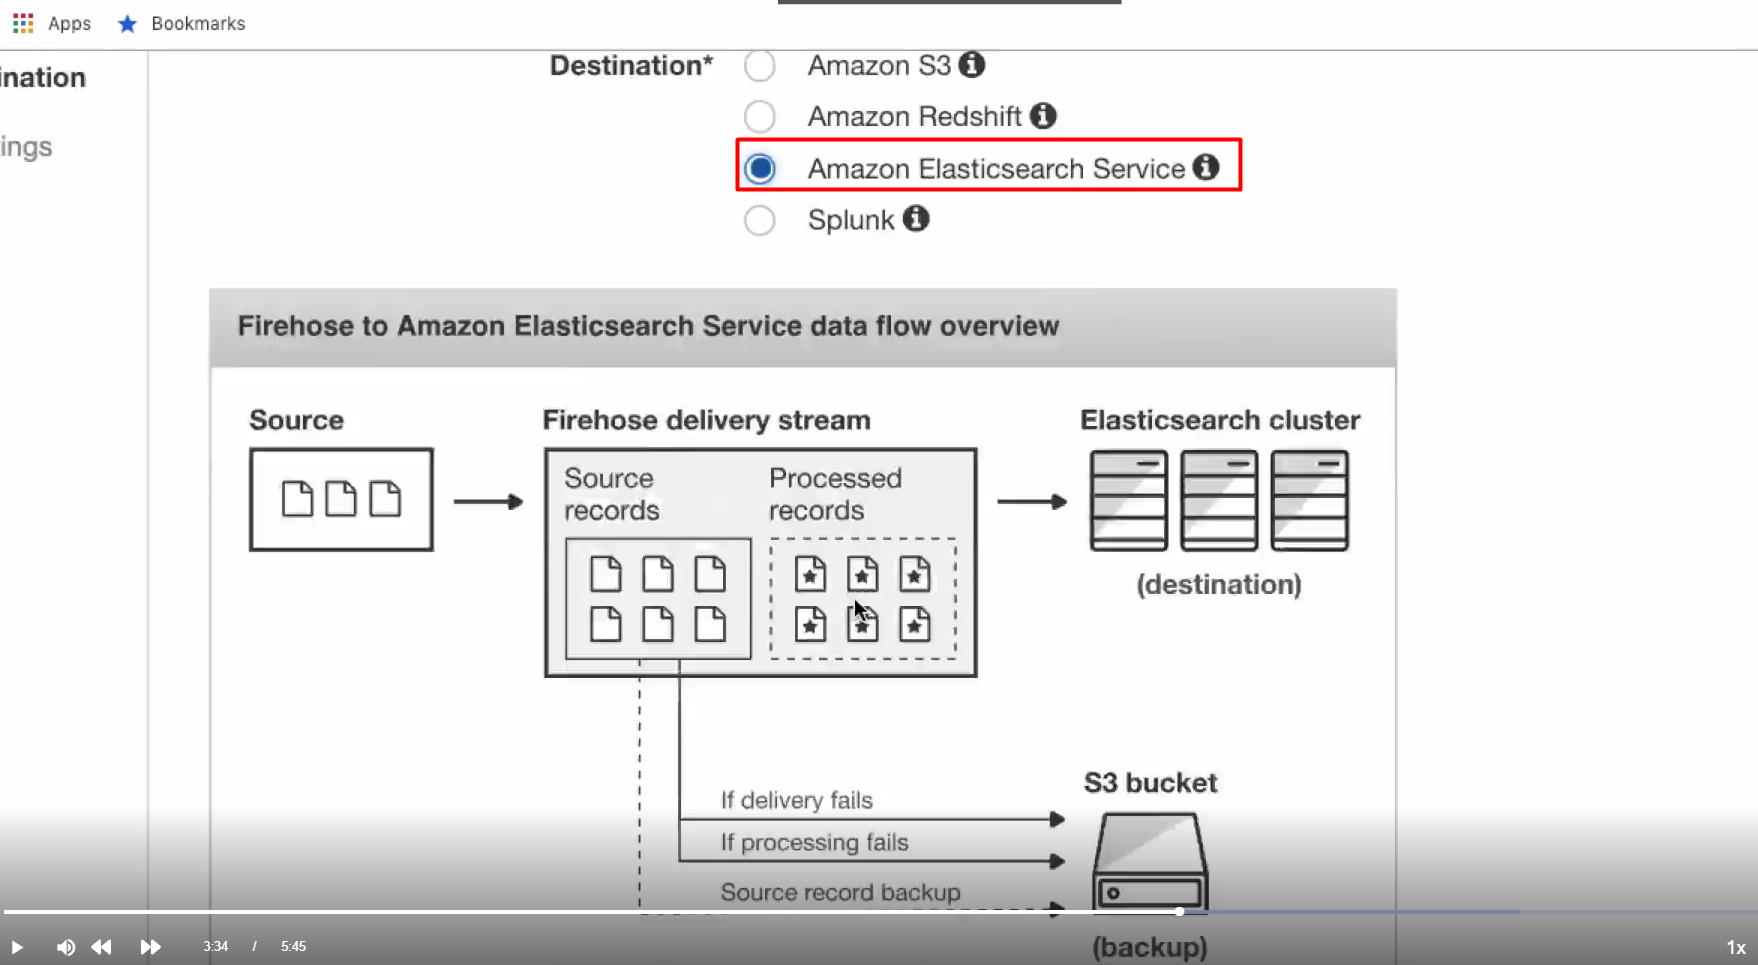 Apps Bookmarks
ination
ings
Destination* Amazon S3
Amazon Redshift
Amazon Elasticsearch Service
Splunk
Firehose to Amazon Elasticsearch Service data flow overview
Source
Firehose delivery stream
Elasticsearch cluster
Source records
Processed records
(destination)
If delivery fails
If processing fails
Source record backup
S3 bucket
(backup)
3:34 / 5:45
1x